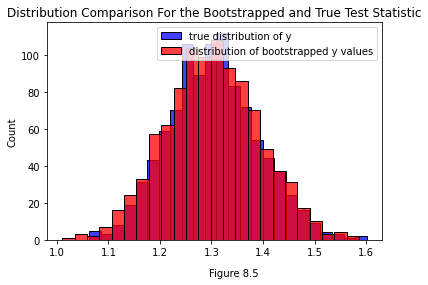 Distribution Comparison For the Bootstrapped and True Test Statistic
true distribution of y
distribution of bootstrapped y values
100
80
60
40
20
0
Count
1.0 1.1 1.2 1.3 1.4 1.5 1.6
Figure 8.5